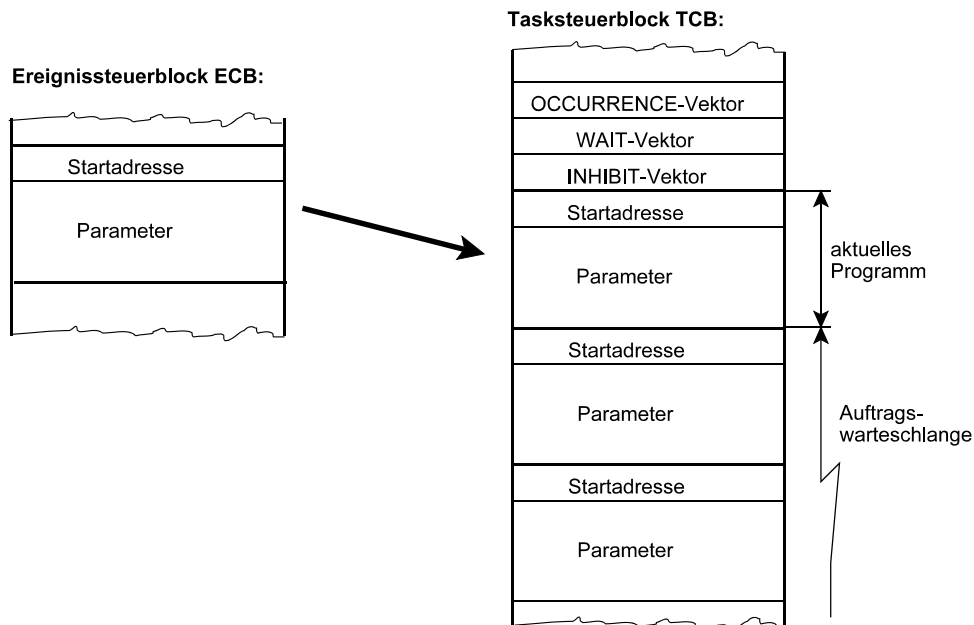 Tasksteuerblock TCB:
Ereignissteuerblock ECB:
OCCURRENCE-Vektor
WAIT-Vektor
INHIBIT-Vektor
Startadresse
Parameter
Startadresse
Parameter
aktuelles
Programm
Startadresse
Parameter
Auftrags-
warteschlange
Startadresse
Parameter